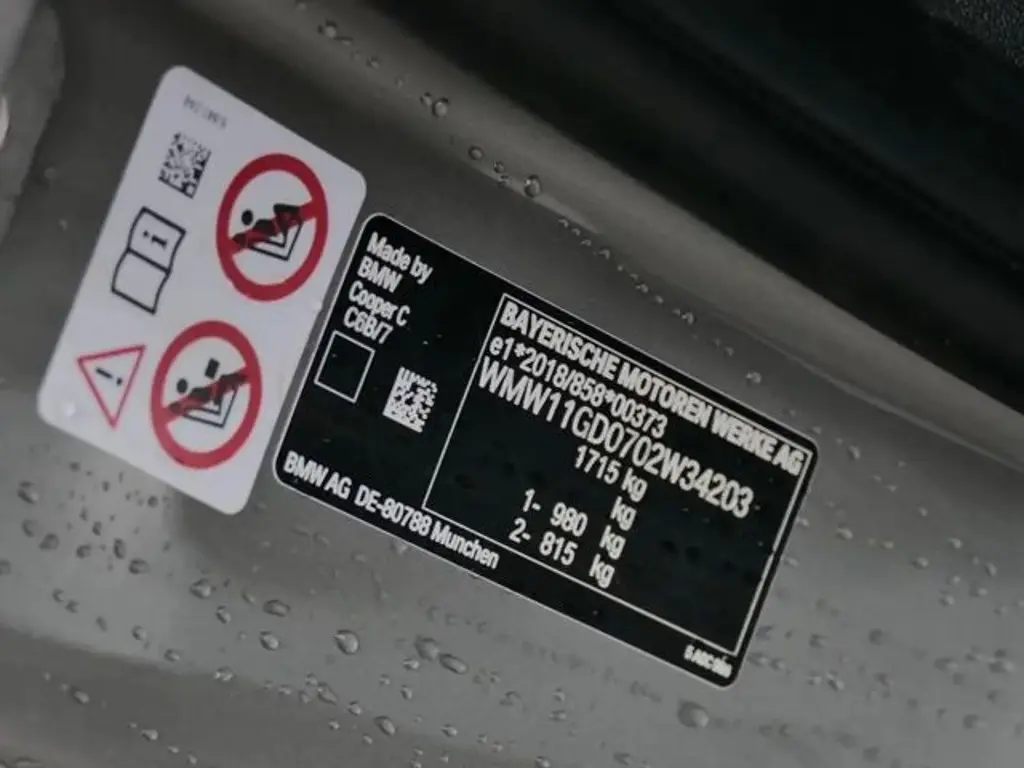 Made by
BMW
Cooper C
C6B/7
BAYERISCHE MOTOREN WERKE AG
e1*2018/858*00373
WMW11GD0702W34203
1715 kg
kg
1- 980 kg
2- 815 kg
BMW AG DE-80788 Munchen